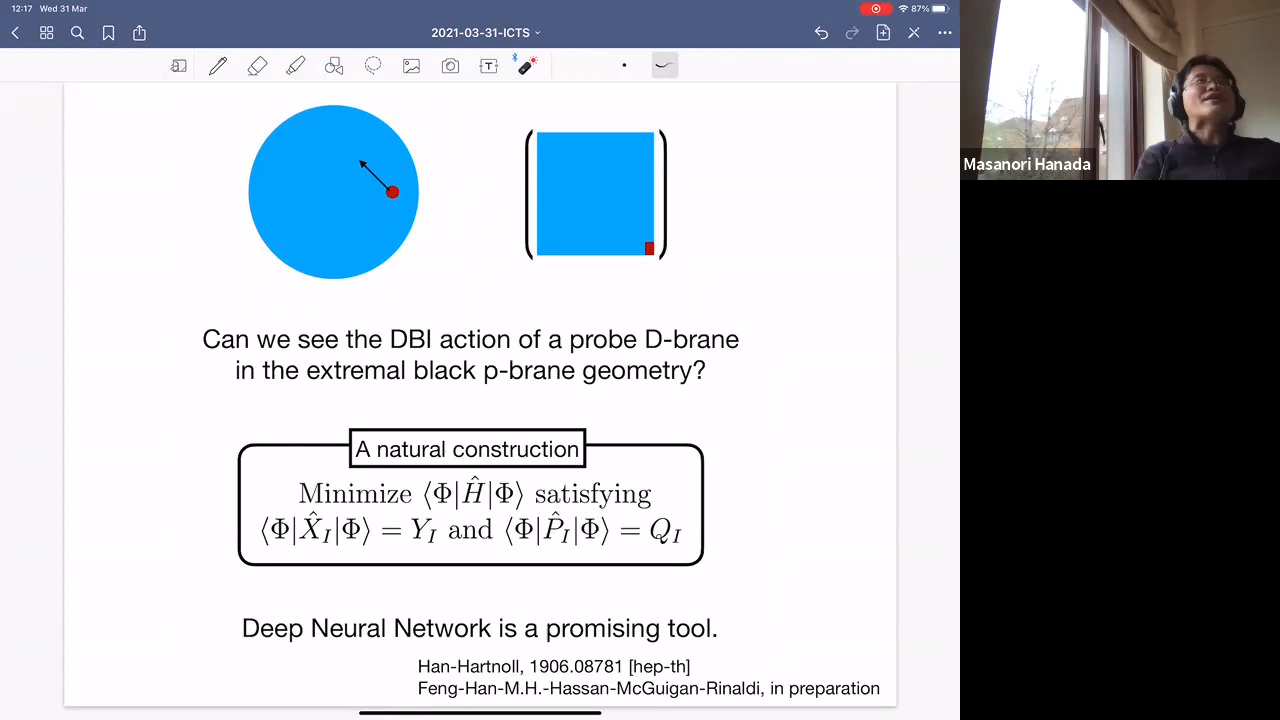 12:17 Wed 31 Mar
87%
2021-03-31-ICTS
T
Masanori Hanada
Can we see the DBI action of a probe D-brane
in the extremal black p-brane geometry?
A natural construction
Minimize ⟨Φ|Ĥ|Φ⟩ satisfying
⟨Φ|X̂_I|Φ⟩ = Y_I and ⟨Φ|P̂_I|Φ⟩ = Q_I
Deep Neural Network is a promising tool.
Han-Hartnoll, 1906.08781 [hep-th]
Feng-Han-M.H.-Hassan-McGuigan-Rinaldi, in preparation